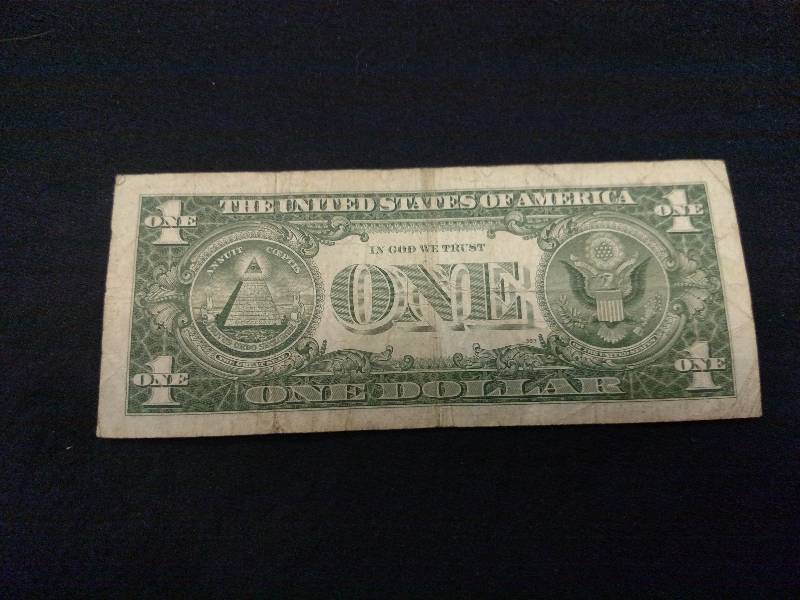 THE UNITED STATES OF AMERICA
1
ONE
1
ONE
ANNUIT CŒPTIS
IN GOD WE TRUST
ONE
1
ONE
1
ONE
ONE DOLLAR